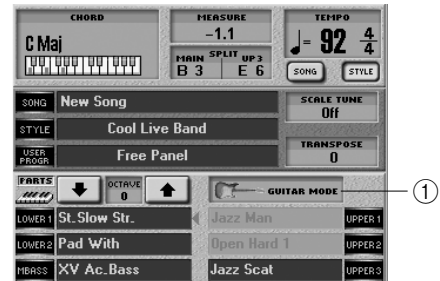 CHORD MEASURE TEMPO
C Maj -1.1 ♩= 92 4/4
MAIN SPLIT UP3
B 3 E 6 SONG STYLE
SONG New Song SCALE TUNE
Off
STYLE Cool Live Band
USER PROGR Free Panel TRANSPOSE
0
PARTS OCTAVE 0 GUITAR MODE 1
LOWER 1 St.Slow Str. Jazz Man UPPER 1
LOWER 2 Pad With Open Hard 1 UPPER 2
MBASS XV Ac.Bass Jazz Scat UPPER 3